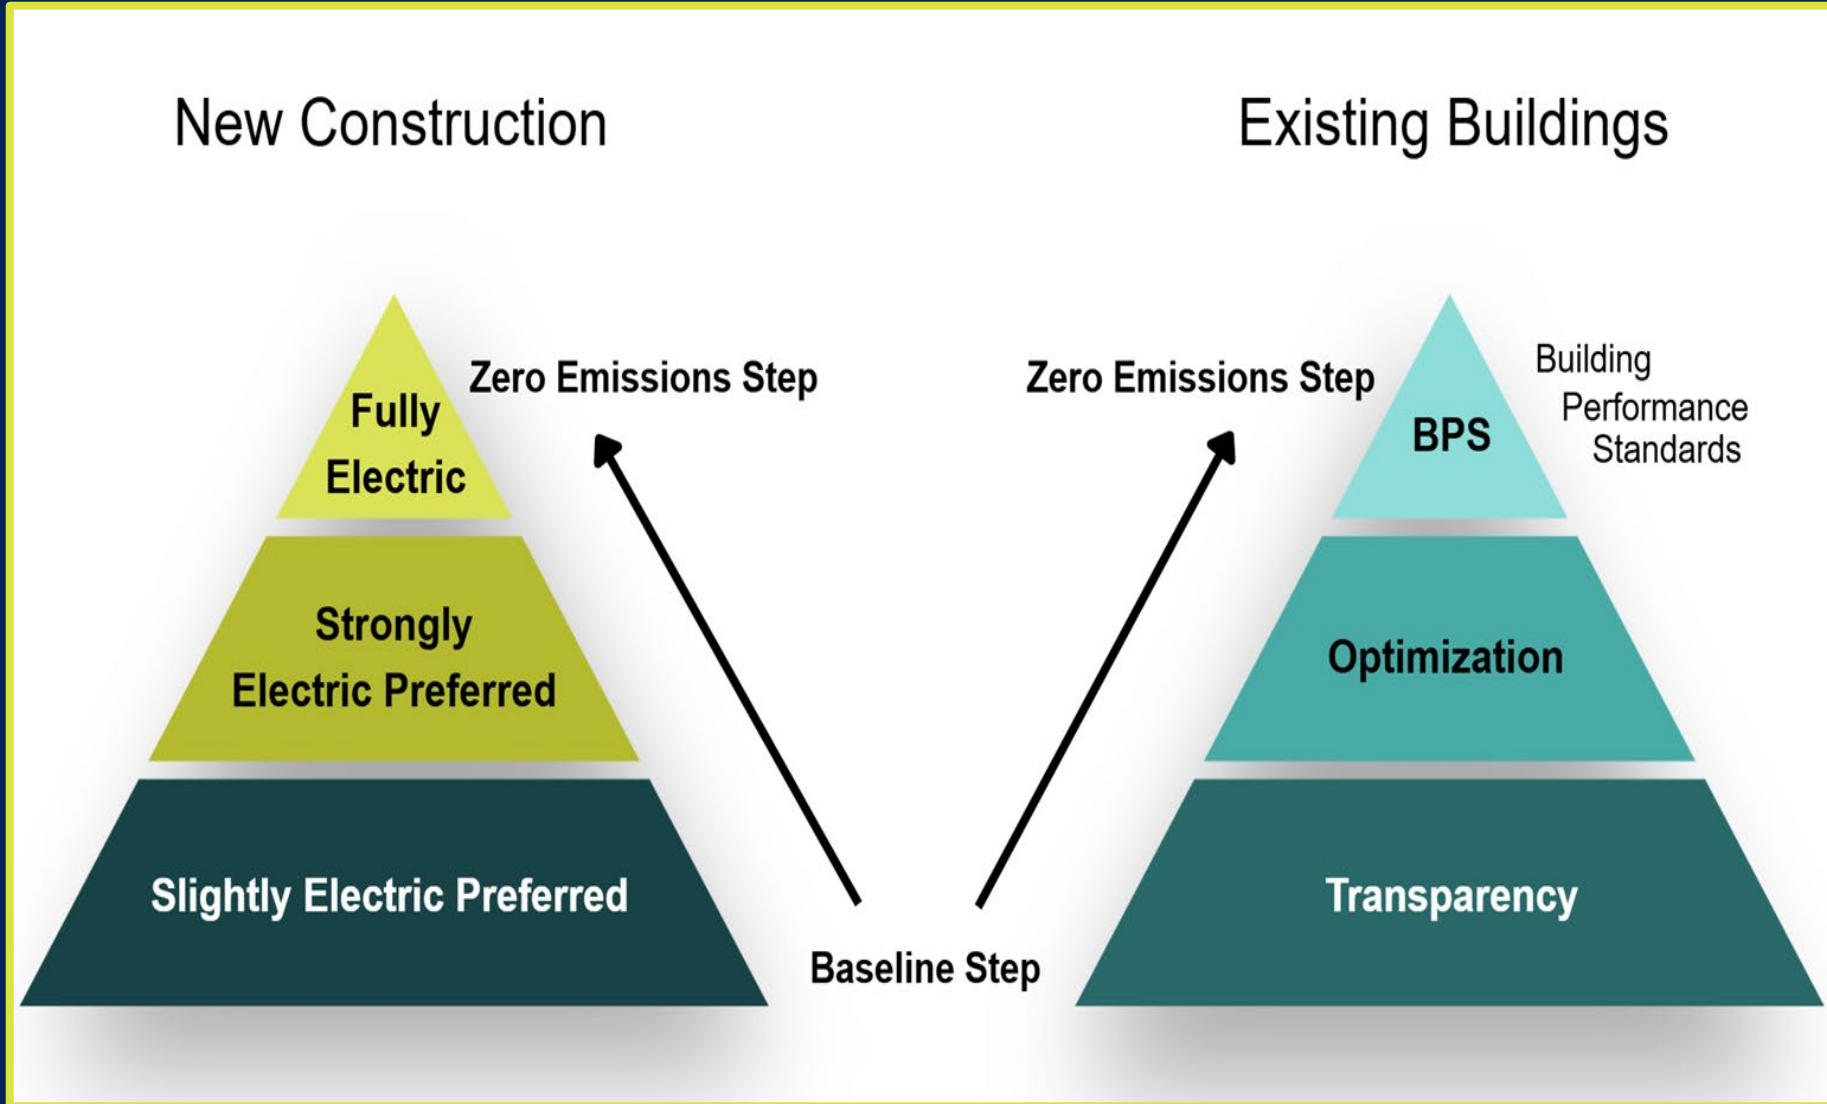 New Construction
Existing Buildings
Fully
Electric
Zero Emissions Step
Strongly
Electric Preferred
Slightly Electric Preferred
Baseline Step
Zero Emissions Step
BPS
Building
Performance
Standards
Optimization
Transparency